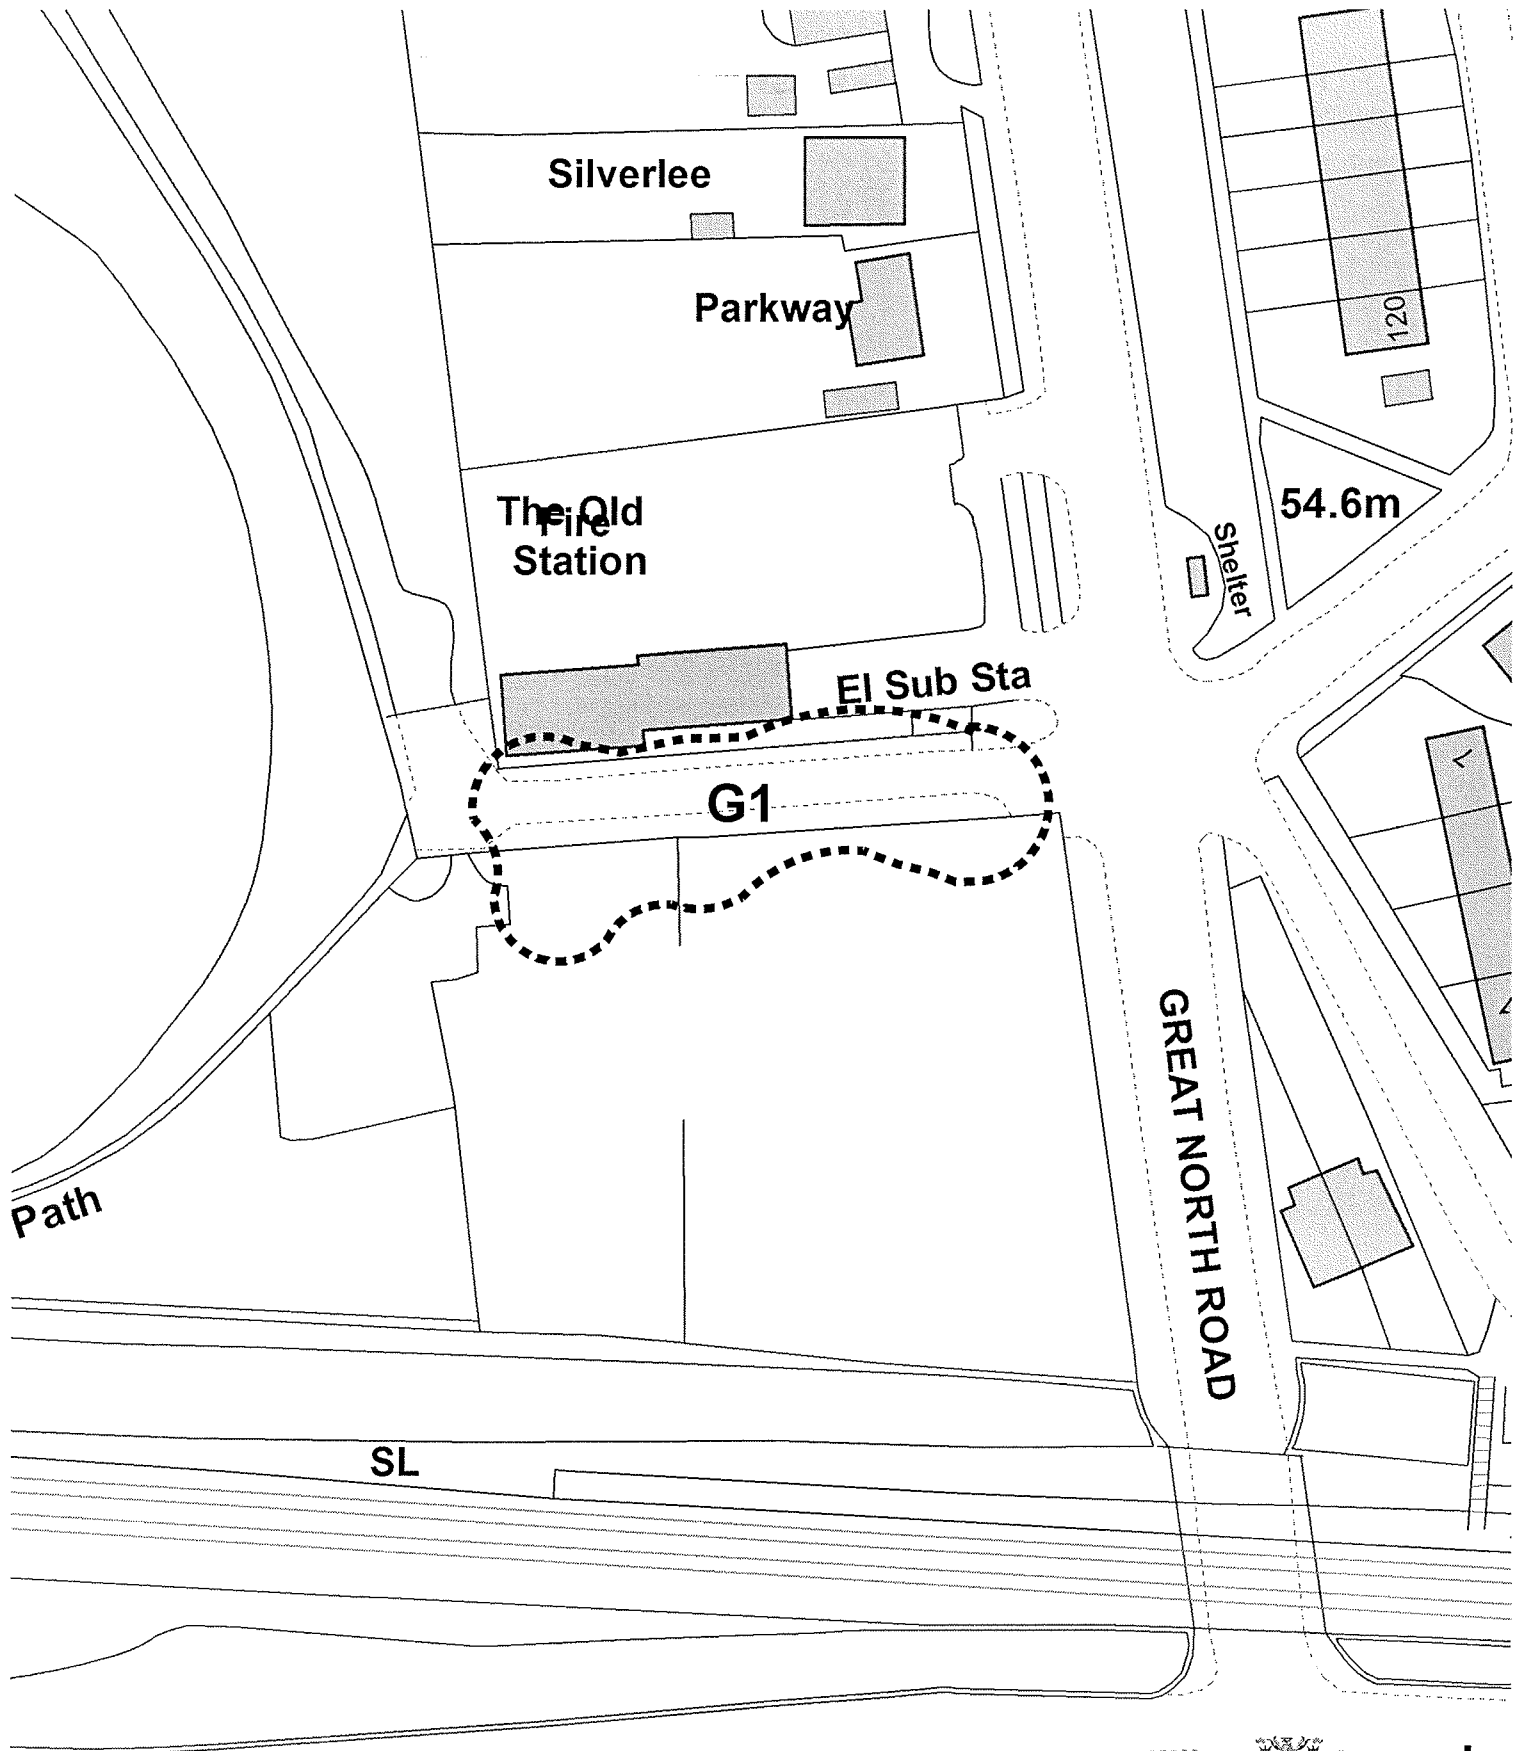 Silverlee
Parkway
120
The Old
Fire
Station
54.6m
Shelter
El Sub Sta
G1
1
GREAT NORTH ROAD
Path
SL